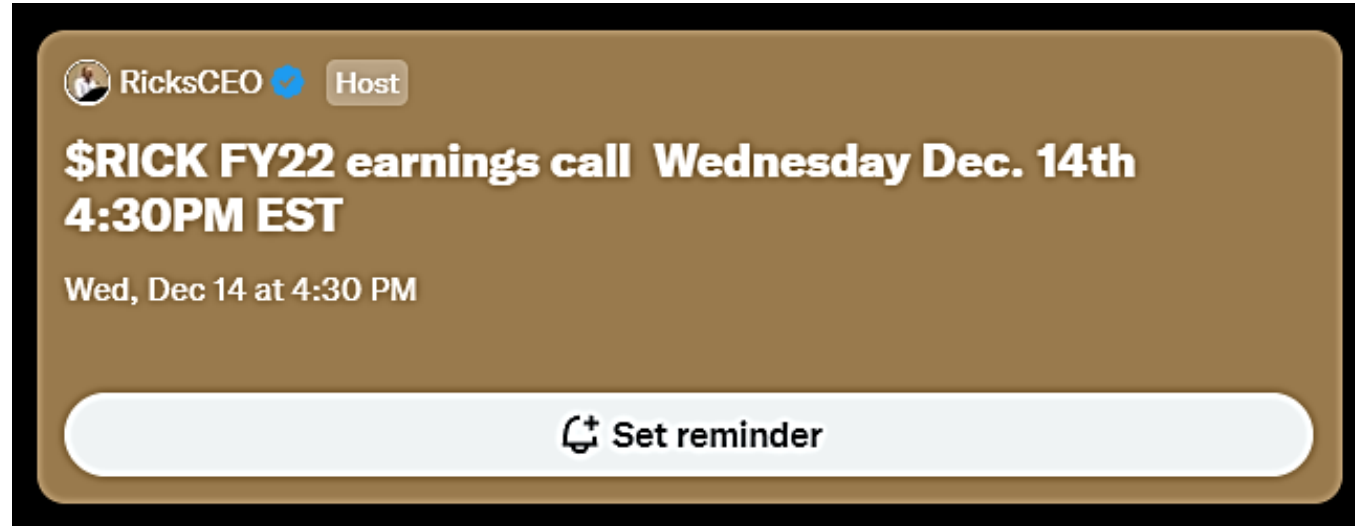 RicksCEO Host
$RICK FY22 earnings call  Wednesday Dec. 14th
4:30PM EST
Wed, Dec 14 at 4:30 PM
Set reminder